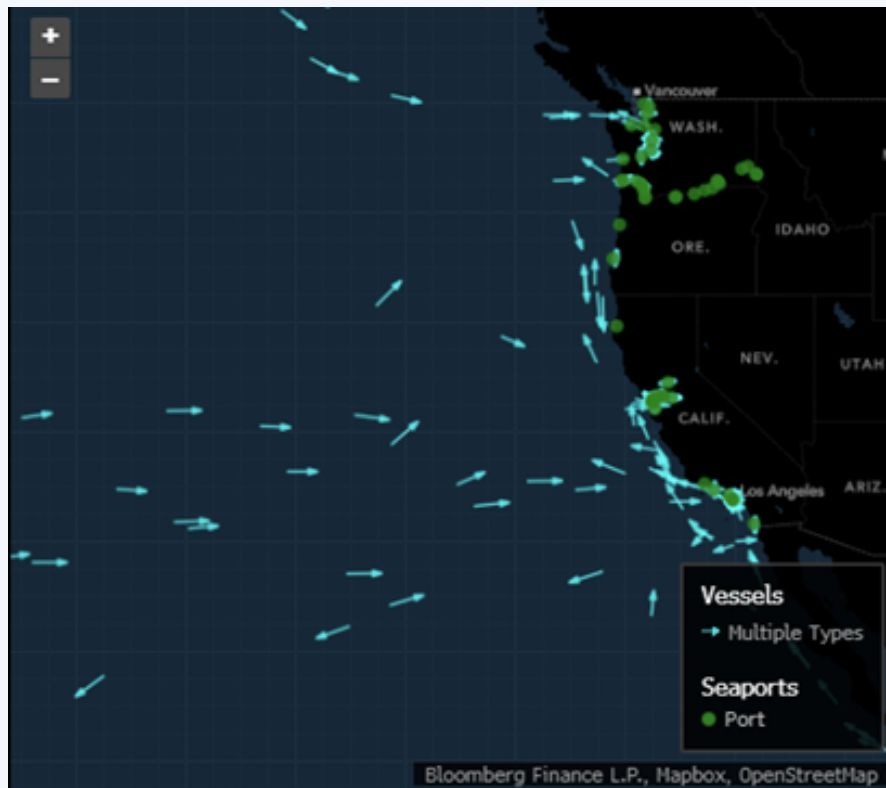 +
−
Vancouver
WASH.
ORE.
IDAHO
NEV.
UTAH
CALIF.
Los Angeles
ARIZ.
Vessels
Multiple Types
Seaports
Port
Bloomberg Finance L.P., Mapbox, OpenStreetMap